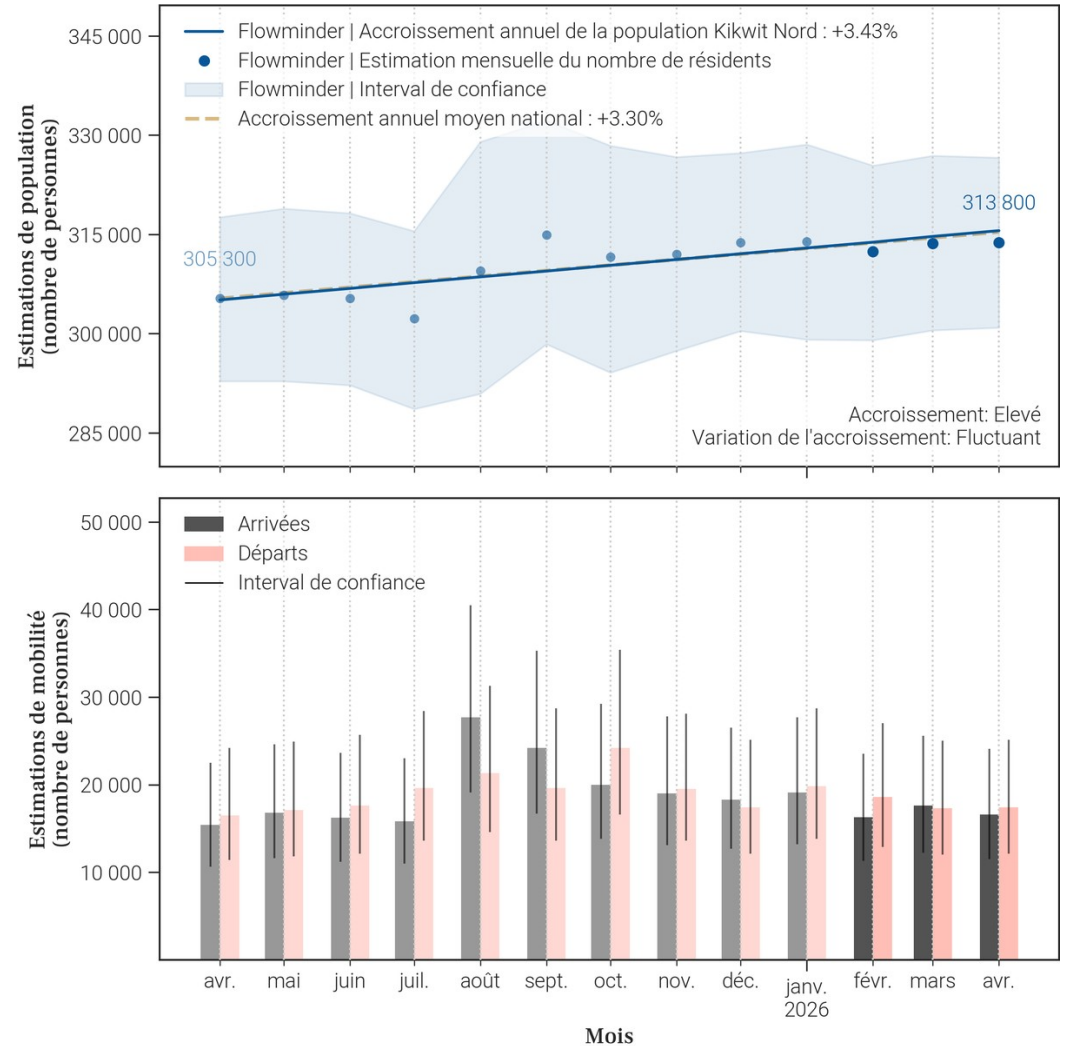 Flowminder | Accroissement annuel de la population Kikwit Nord : +3.43%
Flowminder | Estimation mensuelle du nombre de résidents
Flowminder | Interval de confiance
Accroissement annuel moyen national : +3.30%
Estimations de population
(nombre de personnes)
345 000
330 000
315 000
300 000
285 000
305 300
313 800
Accroissement: Elevé
Variation de l'accroissement: Fluctuant
Arrivées
Départs
Interval de confiance
Estimations de mobilité
(nombre de personnes)
50 000
40 000
30 000
20 000
10 000
avr. mai juin juil. août sept. oct. nov. déc. janv. févr. mars avr.
2026
Mois